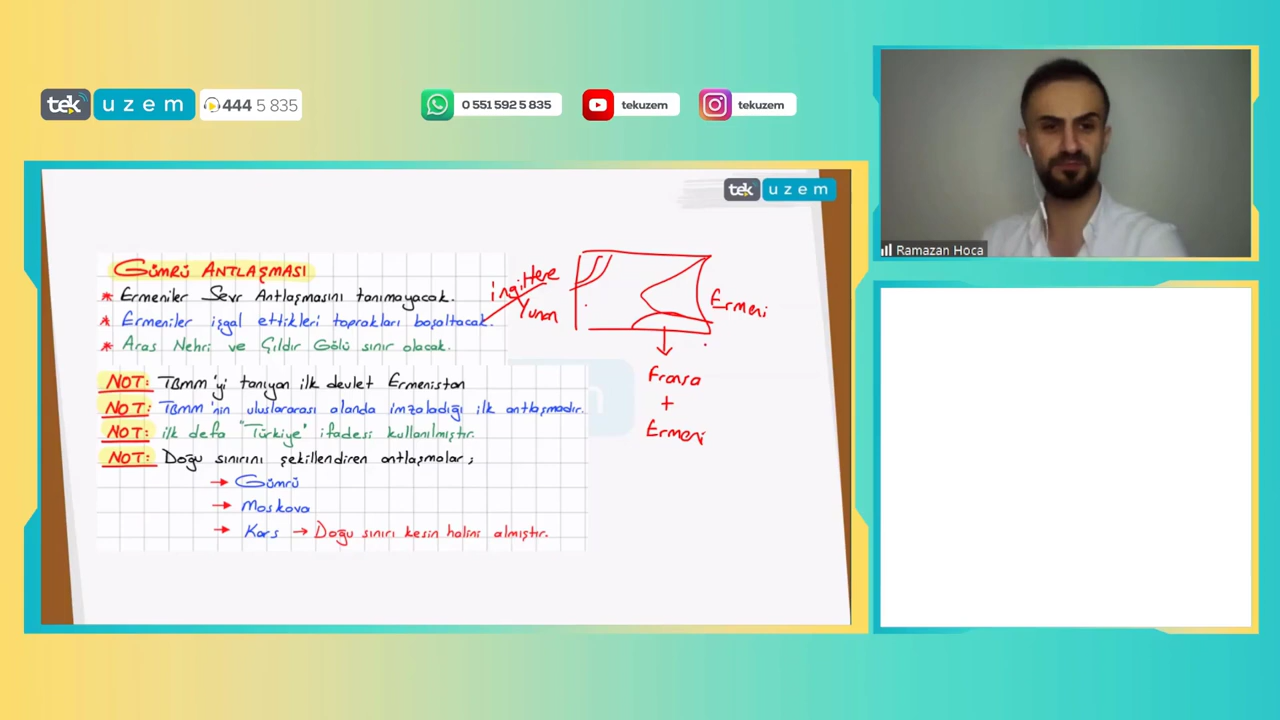 tek uzem 444 5 835
0 551 592 5 835
tekuzem
tekuzem
Ramazan Hoca
tek uzem
GÜMRÜ ANTLAŞMASI
* Ermeniler Sevr Antlaşmasını tanımayacak.
* Ermeniler işgal ettikleri toprakları boşaltacak.
* Aras Nehri ve Çıldır Gölü sınır olacak.
NOT: TBMM'yi tanıyan ilk devlet Ermenistan
NOT: TBMM'nin uluslararası alanda imzaladığı ilk antlaşmadır.
NOT: ilk defa "Türkiye" ifadesi kullanılmıştır.
NOT: Doğu sınırını şekillendiren antlaşmalar;
→ Gümrü
→ Moskova
→ Kars → Doğu sınırı kesin halini almıştır.
İngiltere
Yunan
Ermeni
Fransa
+
Ermeni